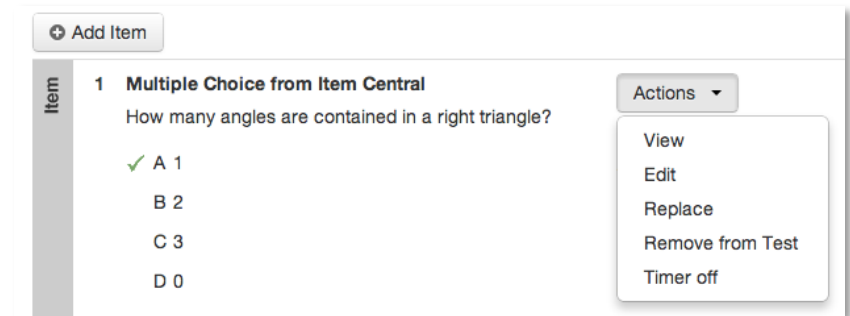 Add Item
Item
1 Multiple Choice from Item Central
How many angles are contained in a right triangle?
A 1
B 2
C 3
D 0
Actions
View
Edit
Replace
Remove from Test
Timer off